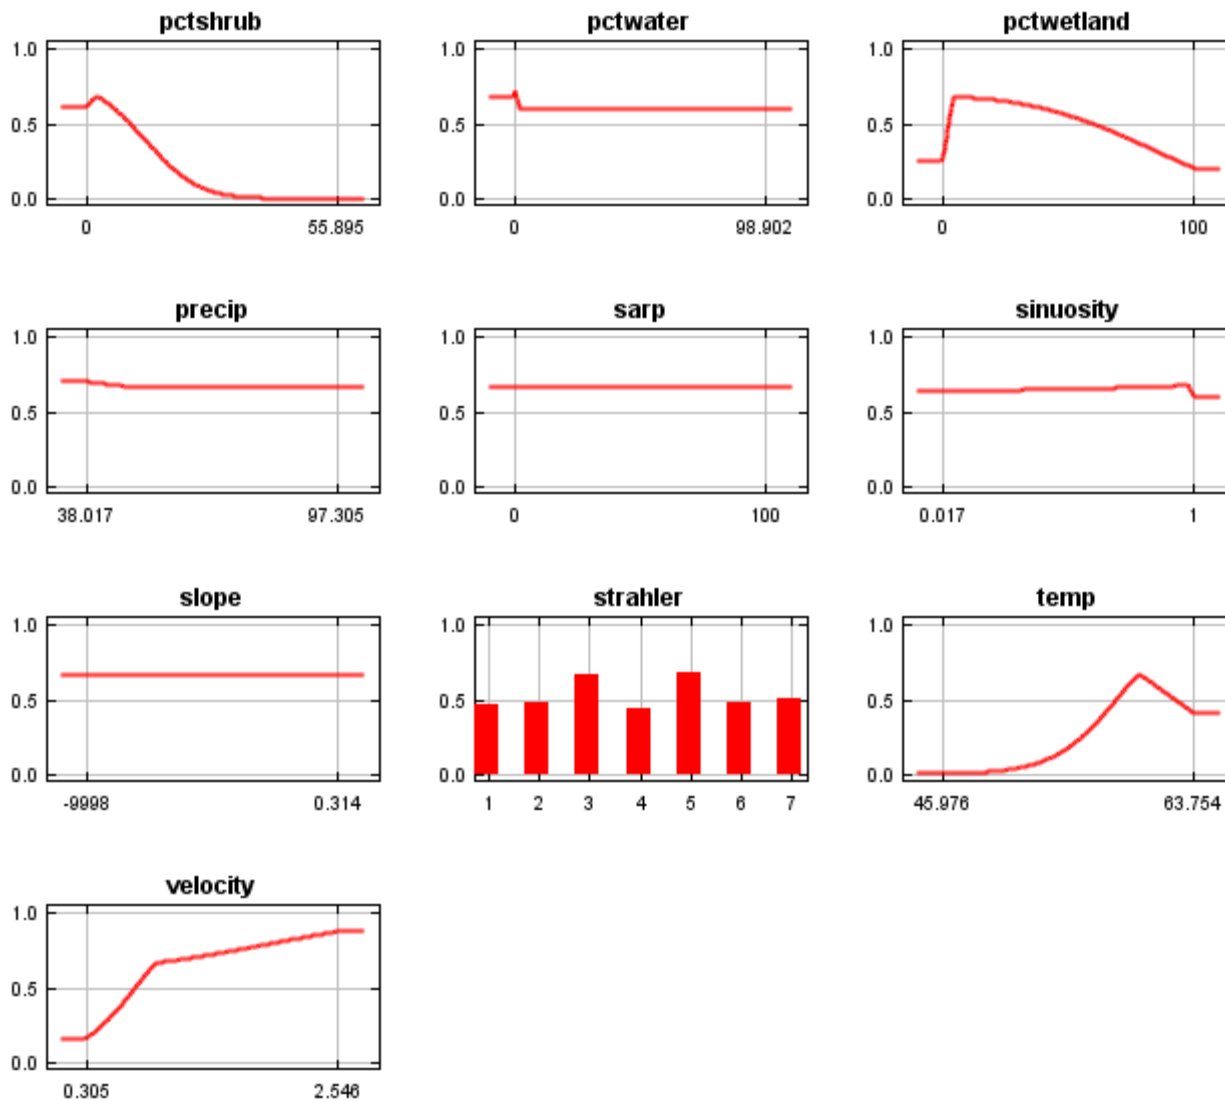 pctshrub pctwater pctwetland
1.0 1.0 1.0
0.5 0.5 0.5
0.0 0.0 0.0
0 55.895 0 98.902 0 100
precip sarp sinuosity
1.0 1.0 1.0
0.5 0.5 0.5
0.0 0.0 0.0
38.017 97.305 0 100 0.017 1
slope strahler temp
1.0 1.0 1.0
0.5 0.5 0.5
0.0 0.0 0.0
-9998 0.314 1 2 3 4 5 6 7 45.976 63.754
velocity
1.0
0.5
0.0
0.305 2.546